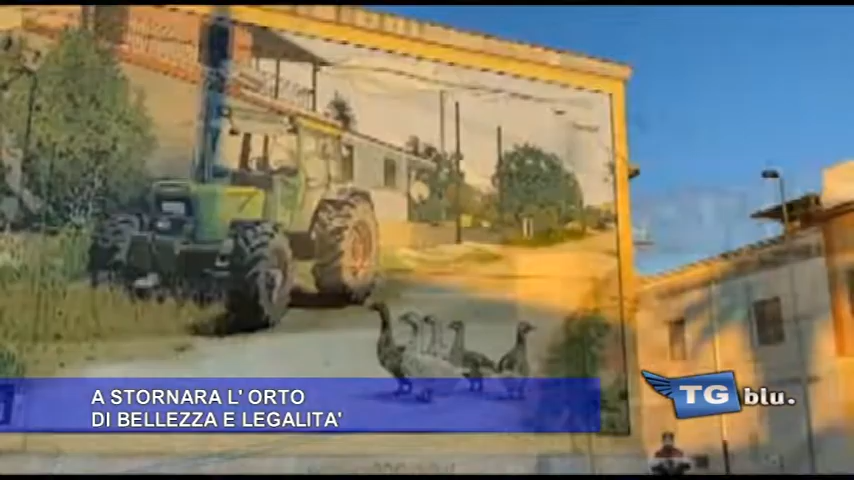 A STORNARA L' ORTO
DI BELLEZZA E LEGALITA'
TG blu.